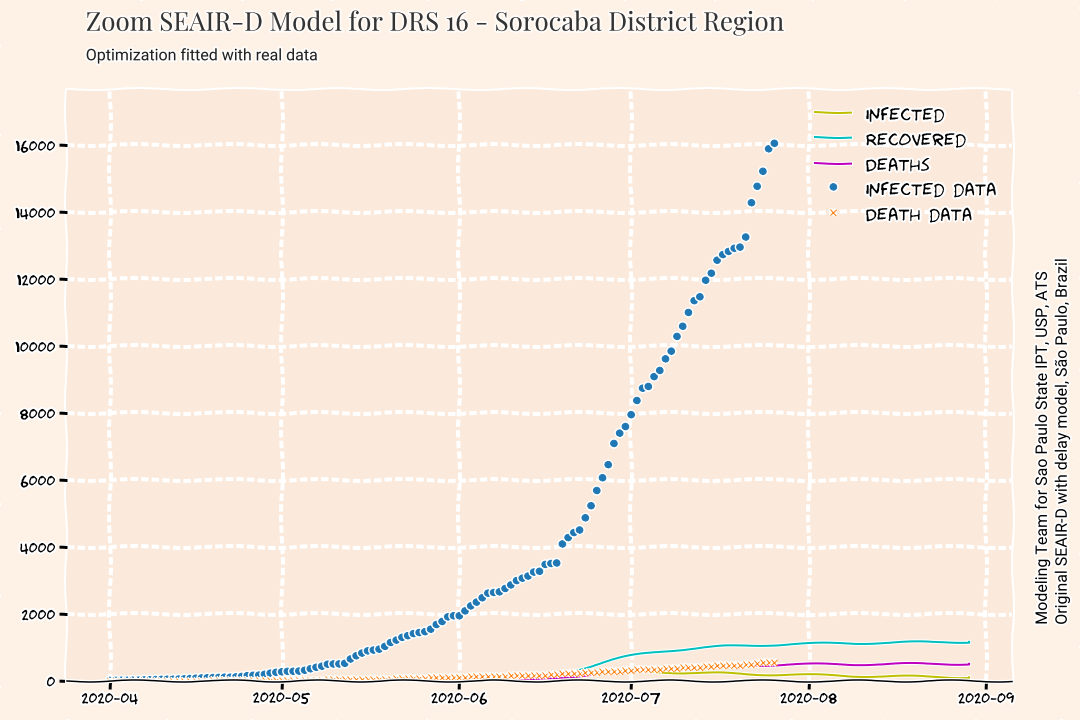 Zoom SEAIR-D Model for DRS 16 - Sorocaba District Region
Optimization fitted with real data
INFECTED
RECOVERED
DEATHS
INFECTED DATA
DEATH DATA
16000
14000
12000
10000
8000
6000
4000
2000
0
2020-04
2020-05
2020-06
2020-07
2020-08
2020-09
Modeling Team for Sao Paulo State IPT, USP, ATS
Original SEAIR-D with delay model, São Paulo, Brazil